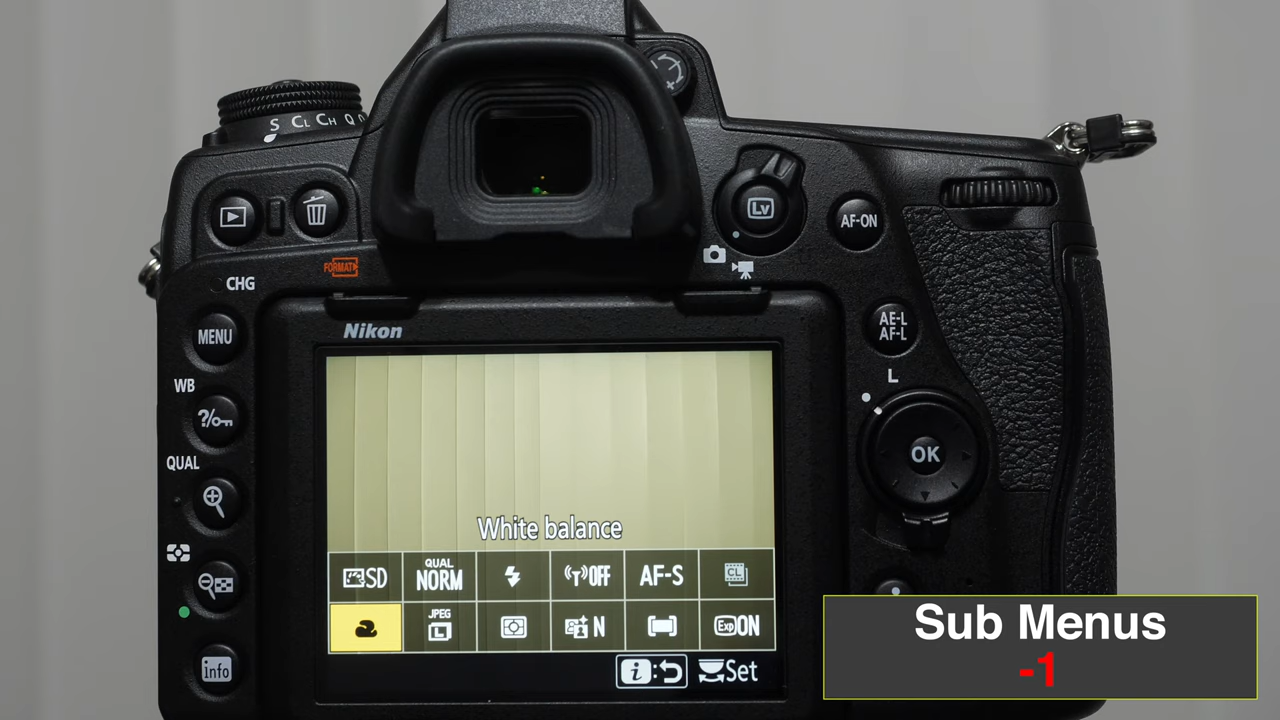 S CL CH Q
Lv
AF-ON
FORMAT
CHG
Nikon
MENU
AE-L
AF-L
WB
L
?/
OK
QUAL
White balance
SD
QUAL
NORM
OFF
AF-S
CL
JPEG
L
N
Exp ON
info
i: Set
Sub Menus
-1